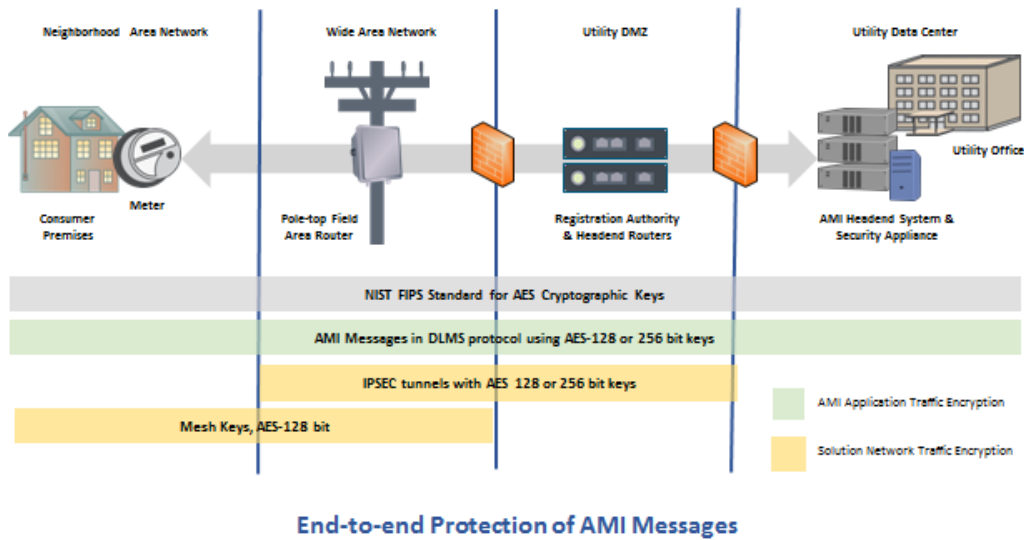 Neighborhood Area Network
Wide Area Network
Utility DMZ
Utility Data Center
Utility Office
Meter
Consumer
Premises
Pole-top Field
Area Router
Registration Authority
& Headend Routers
AMI Headend System &
Security Appliance
NIST FIPS Standard for AES Cryptographic Keys
AMI Messages in DLMS protocol using AES-128 or 256 bit keys
IPSEC tunnels with AES 128 or 256 bit keys
Mesh Keys, AES-128 bit
AMI Application Traffic Encryption
Solution Network Traffic Encryption
End-to-end Protection of AMI Messages